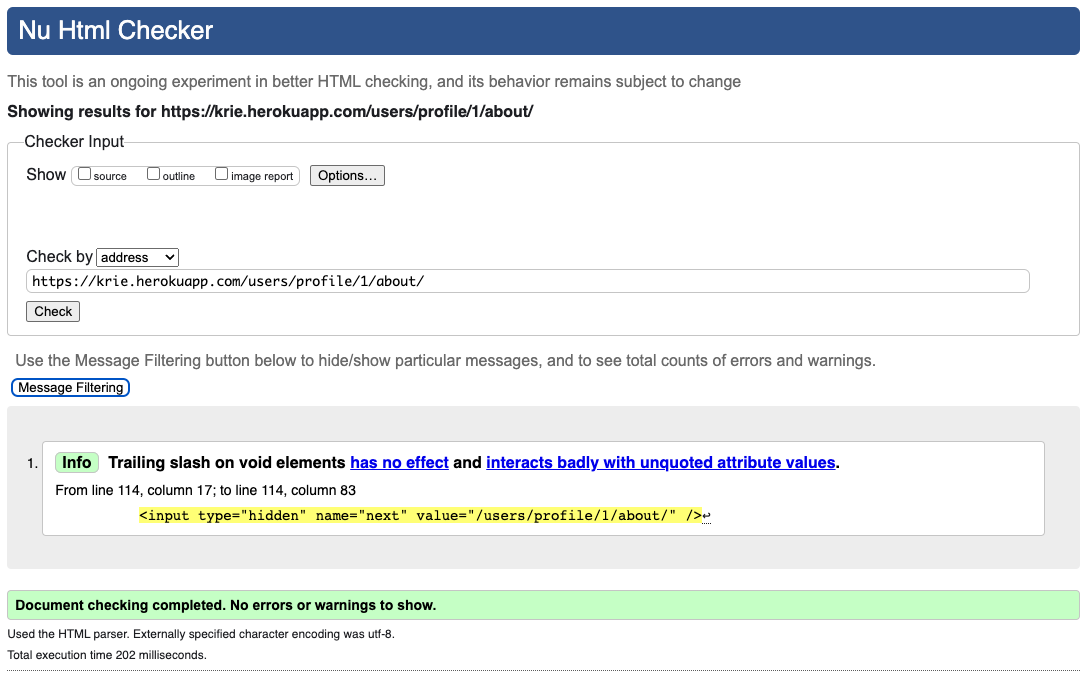 Nu Html Checker
This tool is an ongoing experiment in better HTML checking, and its behavior remains subject to change
Showing results for https://krie.herokuapp.com/users/profile/1/about/
Checker Input
Show source outline image report Options…
Check by address
https://krie.herokuapp.com/users/profile/1/about/
Check
Use the Message Filtering button below to hide/show particular messages, and to see total counts of errors and warnings.
Message Filtering
1. Info Trailing slash on void elements has no effect and interacts badly with unquoted attribute values.
From line 114, column 17; to line 114, column 83
<input type="hidden" name="next" value="/users/profile/1/about/" />↩
Document checking completed. No errors or warnings to show.
Used the HTML parser. Externally specified character encoding was utf-8.
Total execution time 202 milliseconds.